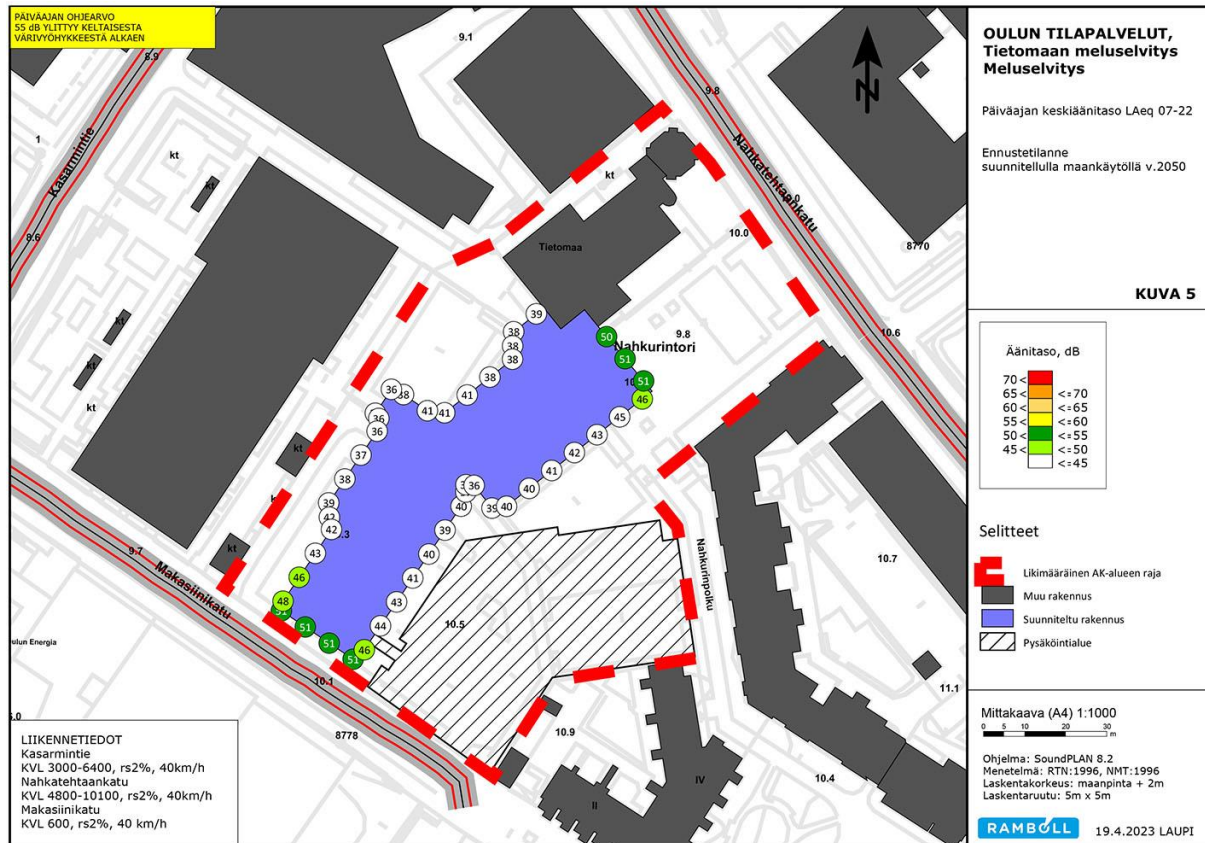 PÄIVÄAJAN OHJEARVO
55 dB YLITTYY KELTAISESTA
VÄRIVYÖHYKKEESTÄ ALKAEN
OULUN TILAPALVELUT,
Tietomaan meluselvitys
Meluselvitys
Päiväajan keskiäänitaso LAeq 07-22
Ennustetilanne
suunnitellulla maankäytöllä v.2050
KUVA 5
Äänitaso, dB
70 <
65 < <=70
60 < <=65
55 < <=60
50 < <=55
45 < <=50
<=45
Selitteet
Likimääräinen AK-alueen raja
Muu rakennus
Suunniteltu rakennus
Pysäköintialue
Mittakaava (A4) 1:1000
0 5 10 20 30
m
Ohjelma: SoundPLAN 8.2
Menetelmä: RTN:1996, NMT:1996
Laskentakorkeus: maanpinta + 2m
Laskentaruutu: 5m x 5m
RAMBOLL 19.4.2023 LAUPI
8.9
9.1
9.8
N
1
Kasarmintie
kt
kt
kt
kt
Nahkatehtaankatu
8.6
Tietomaa
10.0
8770
kt
kt
kt
39
38
38
38
38
41
41
41
38
36
36
36
37
38
39
42
43
46
48
51
51
51
51
46
44
43
41
40
39
40
36
39
40
40
41
42
43
45
46
51
51
50
9.8
Nahkurintori
10.6
kt
kt
9.7
Makasiinikatu
Nahkurinpolku
10.7
10.5
10.1
8778
10.9
11.1
10.4
IV
II
LIIKENNETIEDOT
Kasarmintie
KVL 3000-6400, rs2%, 40km/h
Nahkatehtaankatu
KVL 4800-10100, rs2%, 40km/h
Makasiinikatu
KVL 600, rs2%, 40 km/h